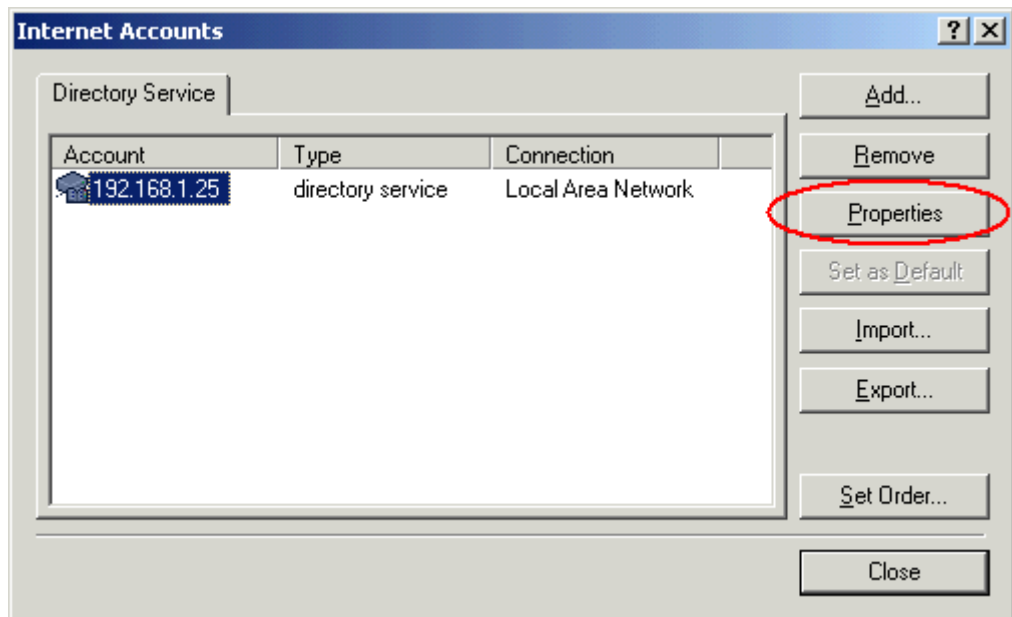 Internet Accounts
Directory Service
Add...
Account Type Connection
Remove
192.168.1.25 directory service Local Area Network
Properties
Set as Default
Import...
Export...
Set Order...
Close